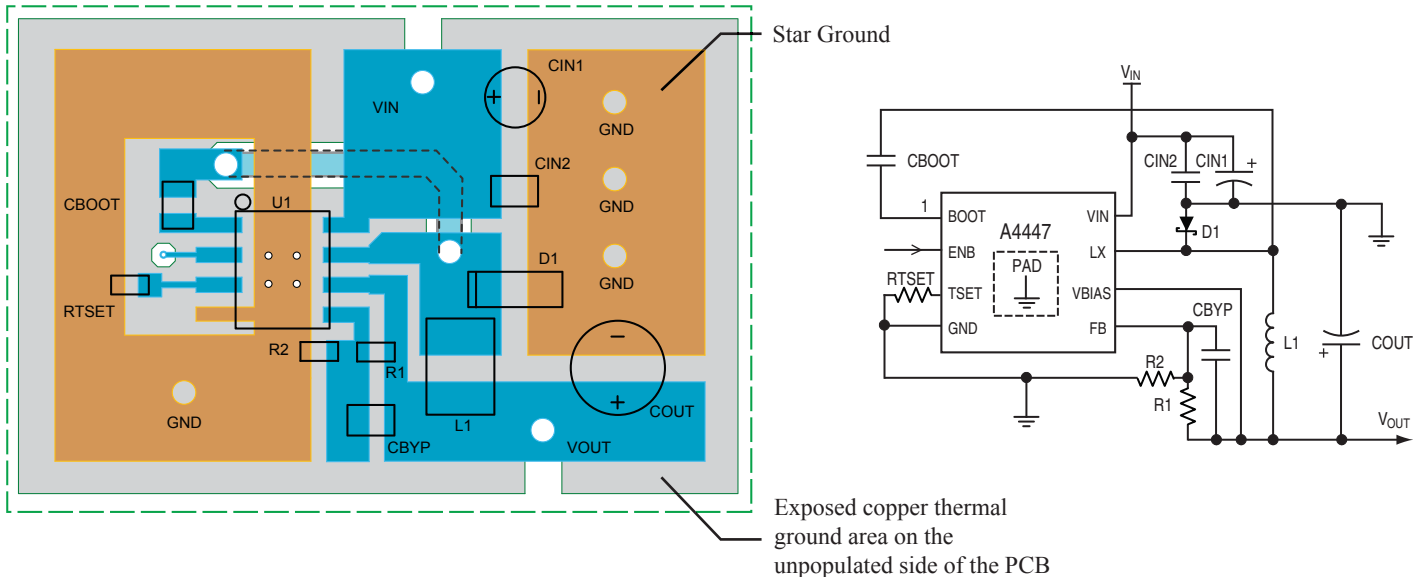 Star Ground
CIN1
VIN
GND
CIN2
GND
CBOOT
U1
D1
GND
RTSET
R2
R1
GND
L1
COUT
CBYP
VOUT
Exposed copper thermal
ground area on the
unpopulated side of the PCB
VIN
CBOOT
CIN2
CIN1
+
1
BOOT
VIN
A4447
D1
ENB
LX
PAD
RTSET
TSET
VBIAS
CBYP
GND
FB
L1
COUT
+
R2
R1
VOUT